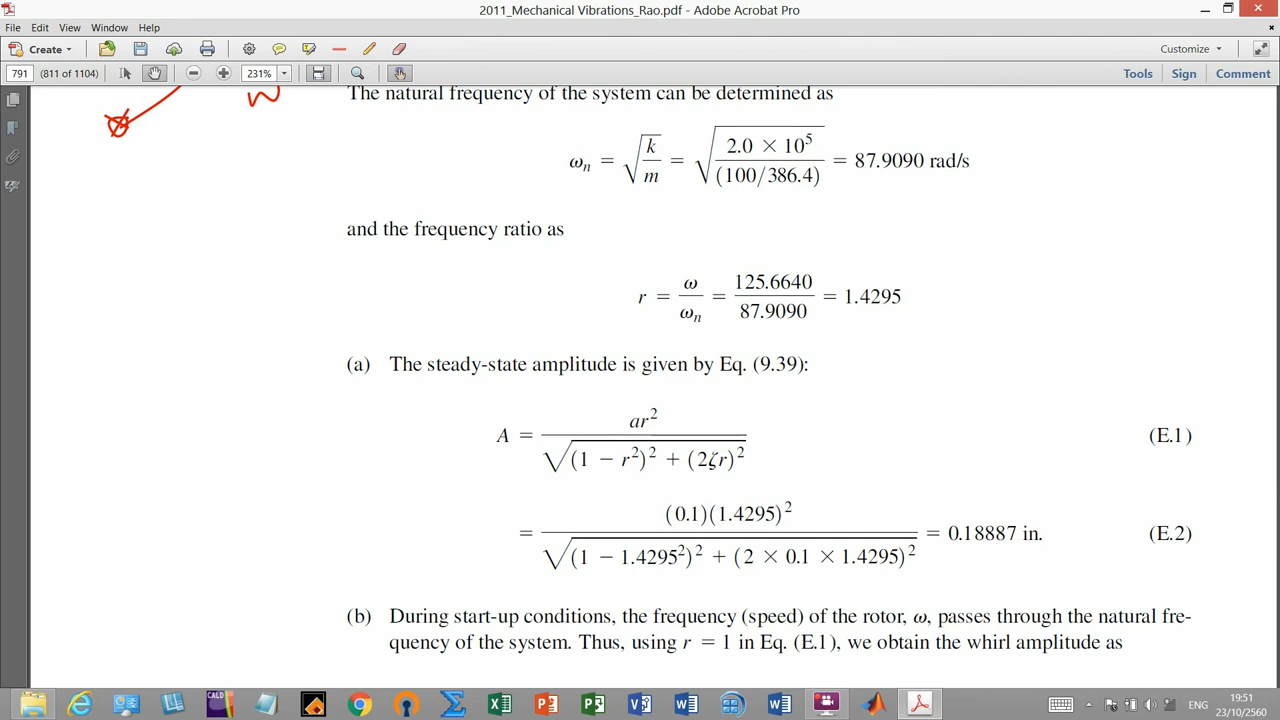 2011_Mechanical Vibrations_Rao.pdf - Adobe Acrobat Pro
File Edit View Window Help
Create Customize
791 (811 of 1104) 231% Tools Sign Comment
The natural frequency of the system can be determined as
ωn = √(k/m) = √(2.0 × 10^5 / (100/386.4)) = 87.9090 rad/s
and the frequency ratio as
r = ω/ωn = 125.6640/87.9090 = 1.4295
(a) The steady-state amplitude is given by Eq. (9.39):
A = ar²/√((1 − r²)² + (2ζr)²) (E.1)
= (0.1)(1.4295)²/√((1 − 1.4295²)² + (2 × 0.1 × 1.4295)²) = 0.18887 in. (E.2)
(b) During start-up conditions, the frequency (speed) of the rotor, ω, passes through the natural fre-
quency of the system. Thus, using r = 1 in Eq. (E.1), we obtain the whirl amplitude as
CALD
ENG 19:51
23/10/2560